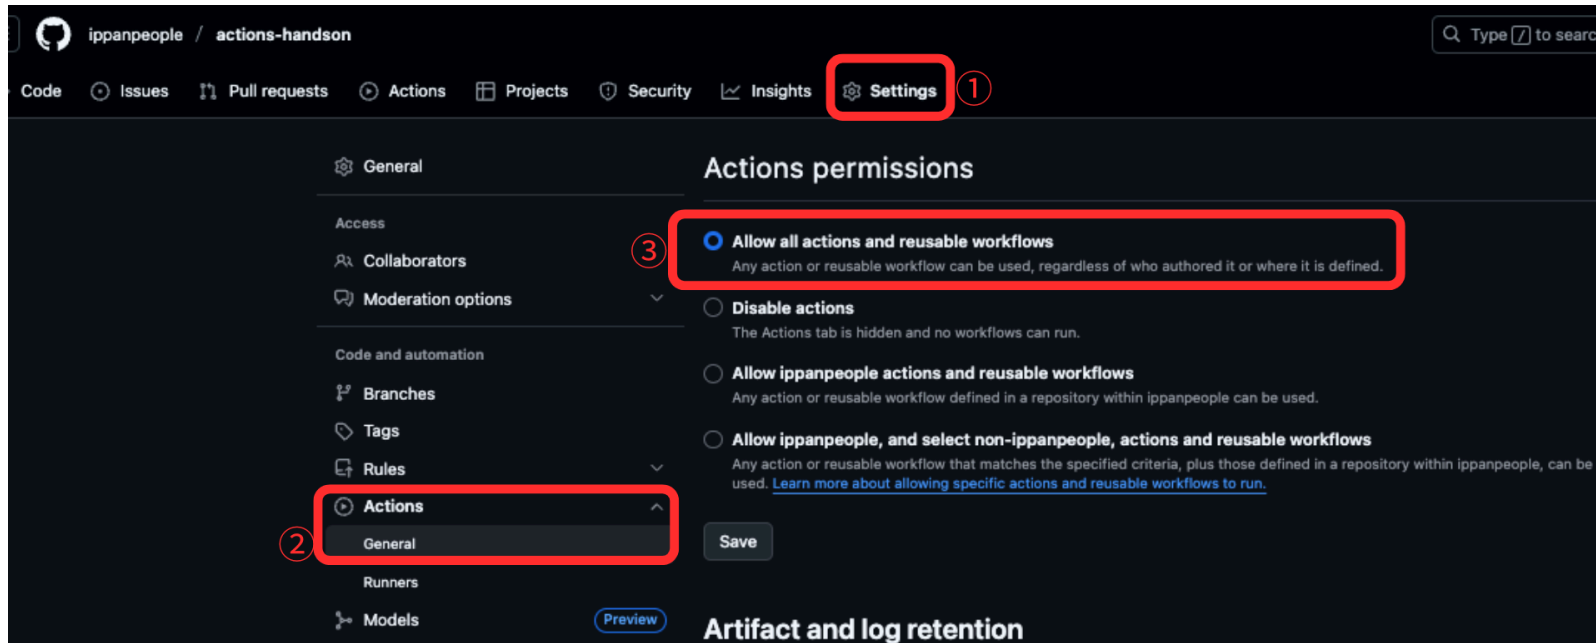 ippanpeople / actions-handson
Type / to searc
Code Issues Pull requests Actions Projects Security Insights Settings ①
General
Access
Collaborators
Moderation options
Code and automation
Branches
Tags
Rules
Actions
② General
Runners
Models Preview
Actions permissions
③ Allow all actions and reusable workflows
Any action or reusable workflow can be used, regardless of who authored it or where it is defined.
Disable actions
The Actions tab is hidden and no workflows can run.
Allow ippanpeople actions and reusable workflows
Any action or reusable workflow defined in a repository within ippanpeople can be used.
Allow ippanpeople, and select non-ippanpeople, actions and reusable workflows
Any action or reusable workflow that matches the specified criteria, plus those defined in a repository within ippanpeople, can be
used. Learn more about allowing specific actions and reusable workflows to run.
Save
Artifact and log retention